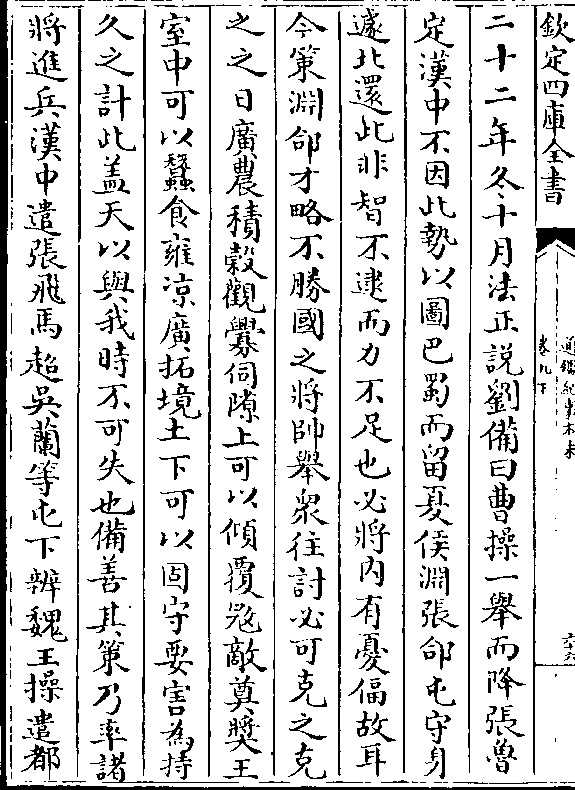 欽定四庫全書
通鑑紀事本末
卷九下
二十二年冬十月法正說劉備曰曹操一舉而降張魯
定漢中不因此勢以圖巴蜀而留夏侯淵張郃屯守身
遽北還此非智不逮而力不足也必將內有憂偪故耳
今策淵郃才略不勝國之將帥舉衆往討必可克之克
之之日廣農積榖觀釁伺隙上可以傾覆宼敵奠奬王
室中可以蠶食雍凉廣拓境土下可以固守要害為持
久之計此盖天以與我時不可失也備善其策乃率諸
將進兵漢中遣張飛馬超吳蘭等屯下辨魏王操遣都